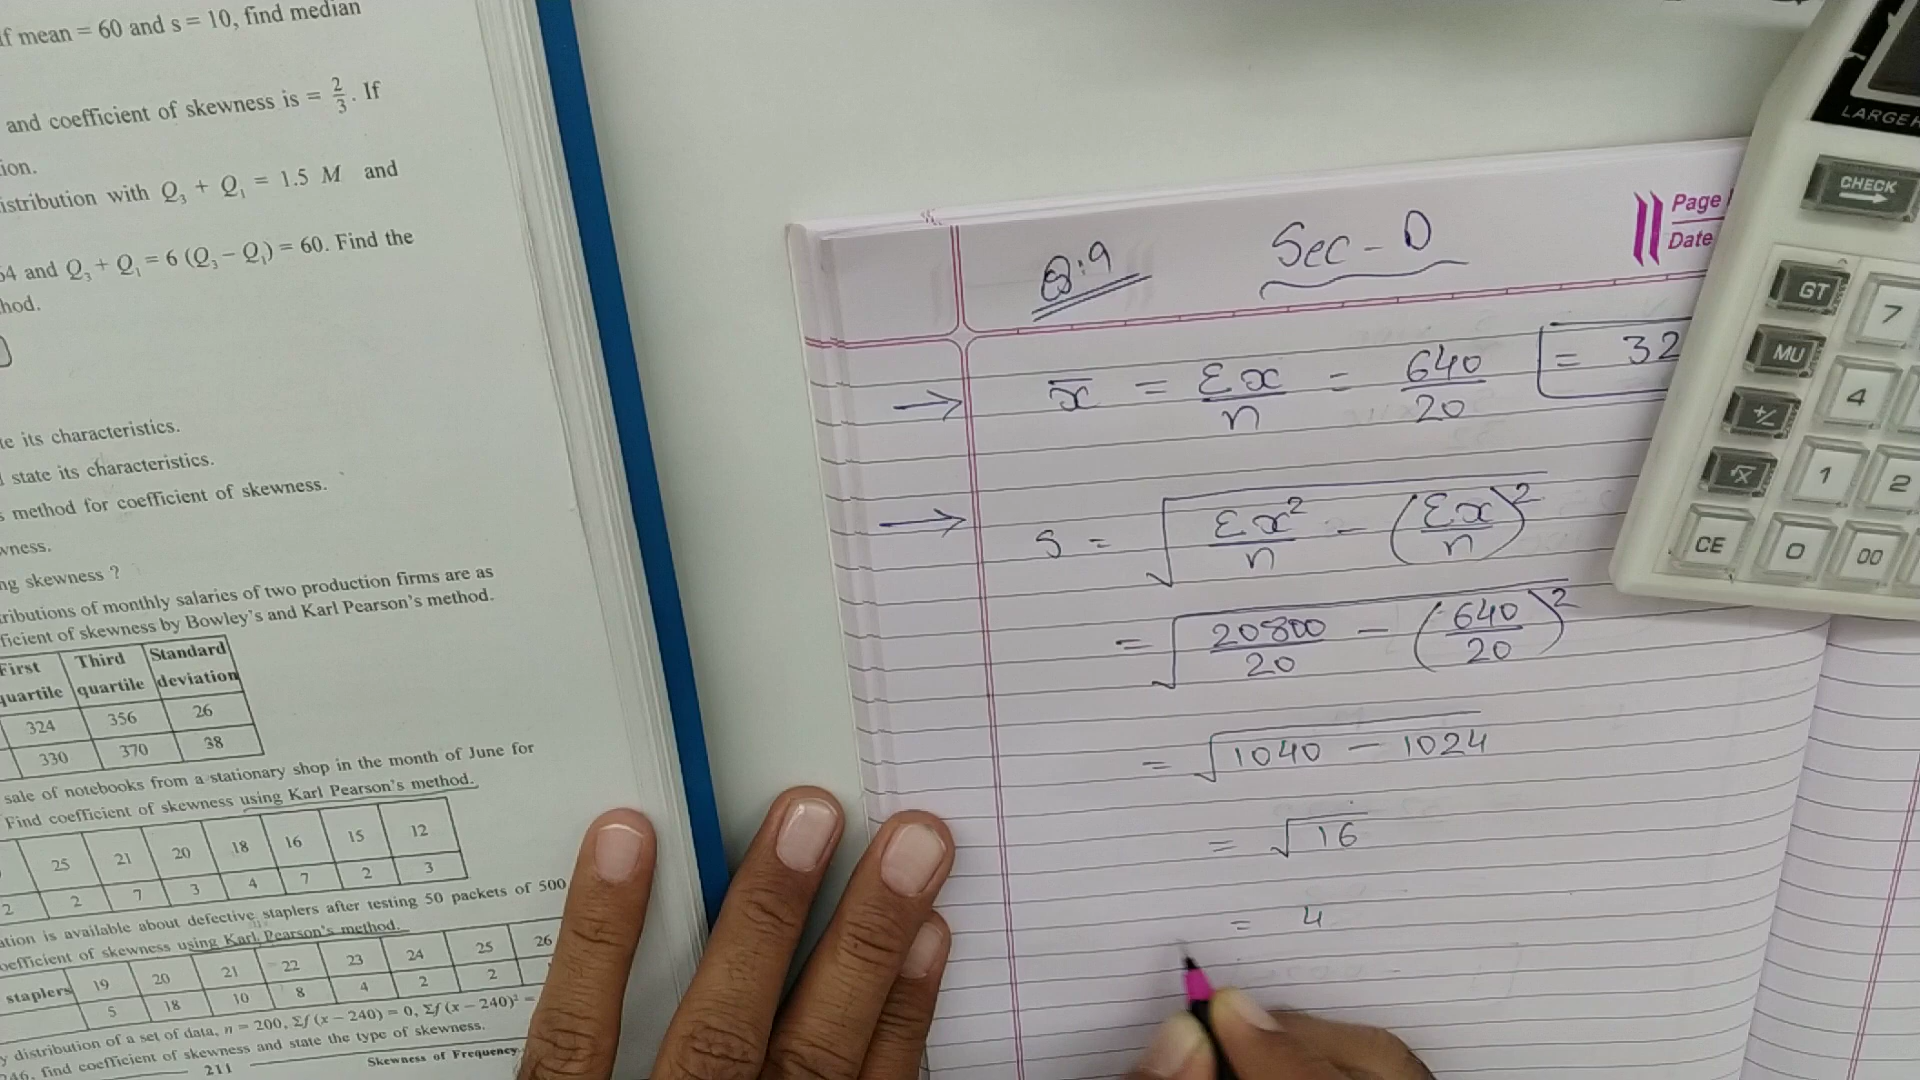 f mean = 60 and s = 10, find median
and coefficient of skewness is = 2/3. If
ion.
istribution with Q₃ + Q₁ = 1.5 M and
54 and Q₃ + Q₁ = 6 (Q₃ − Q₁) = 60. Find the
hod.
te its characteristics.
state its characteristics.
s method for coefficient of skewness.
wness.
ng skewness ?
ributions of monthly salaries of two production firms are as
ficient of skewness by Bowley's and Karl Pearson's method.
First quartile Third quartile Standard deviation
324 356 26
330 370 38
sale of notebooks from a stationary shop in the month of June for
Find coefficient of skewness using Karl Pearson's method.
25 21 20 18 16 15 12
2 2 7 3 4 7 2 3
ation is available about defective staplers after testing 50 packets of 500
oefficient of skewness using Karl Pearson's method.
staplers 19 20 21 22 23 24 25 26
5 18 10 8 4 2 2
y distribution of a set of data, n = 200, Σf (x − 240) = 0, Σf (x − 240)² =
246, find coefficient of skewness and state the type of skewness.
211 Skewness of Frequency
Q:9 Sec - D
Page
Date
→ x̄ = Σx/n = 640/20 = 32
→ S = √(Σx²/n − (Σx/n)²)
= √(20800/20 − (640/20)²)
= √(1040 − 1024)
= √16
= 4
LARGE
CHECK
GT 7
MU 4
+/−
√x 1 2
CE 0 00